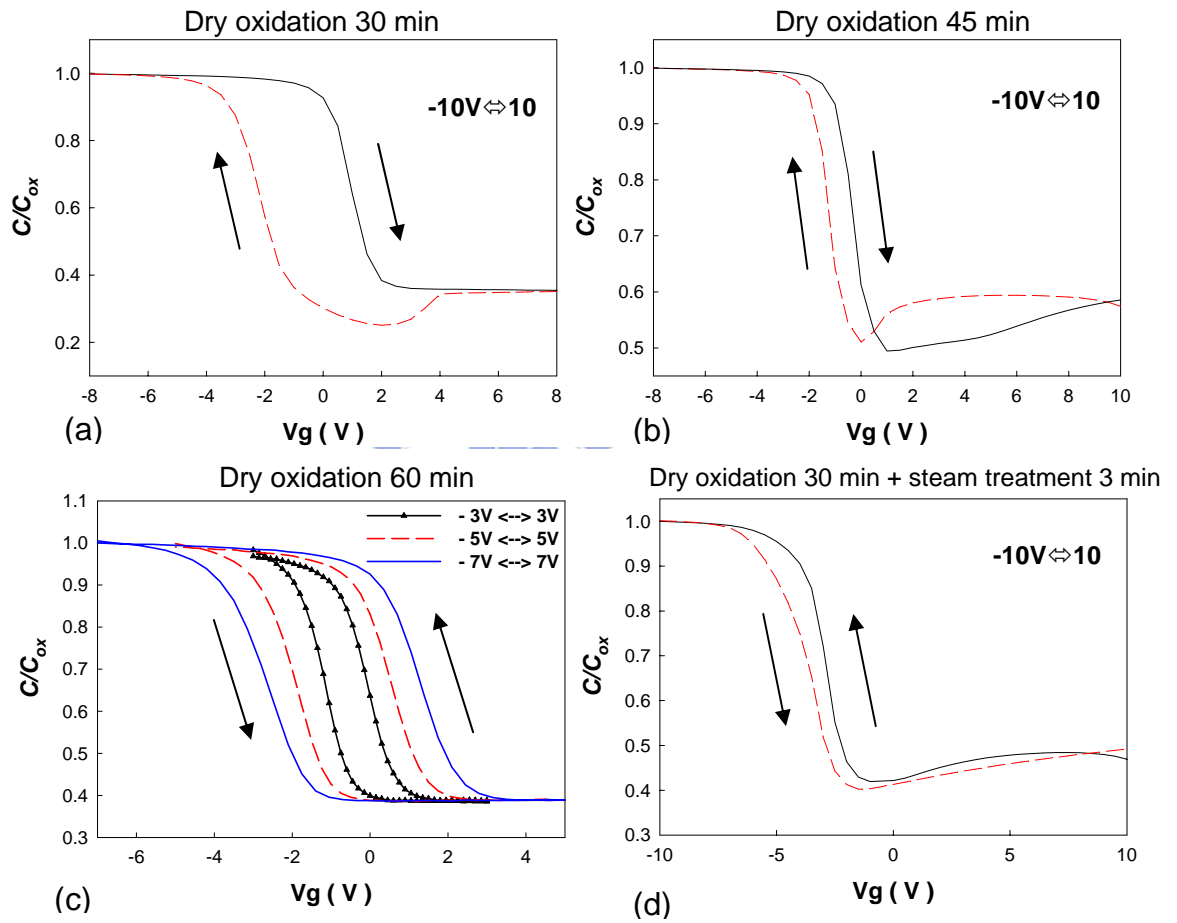 Dry oxidation 30 min
1.0
0.8
0.6
0.4
0.2
C/Cox
-10V⇔10
-8 -6 -4 -2 0 2 4 6 8
Vg ( V )
(a)
Dry oxidation 45 min
1.0
0.9
0.8
0.7
0.6
0.5
C/Cox
-10V⇔10
-8 -6 -4 -2 0 2 4 6 8 10
Vg ( V )
(b)
Dry oxidation 60 min
1.1
1.0
0.9
0.8
0.7
0.6
0.5
0.4
0.3
C/Cox
- 3V <--> 3V
- 5V <--> 5V
- 7V <--> 7V
-6 -4 -2 0 2 4
Vg ( V )
(c)
Dry oxidation 30 min + steam treatment 3 min
1.0
0.9
0.8
0.7
0.6
0.5
0.4
0.3
C/Cox
-10V⇔10
-10 -5 0 5 10
Vg ( V )
(d)